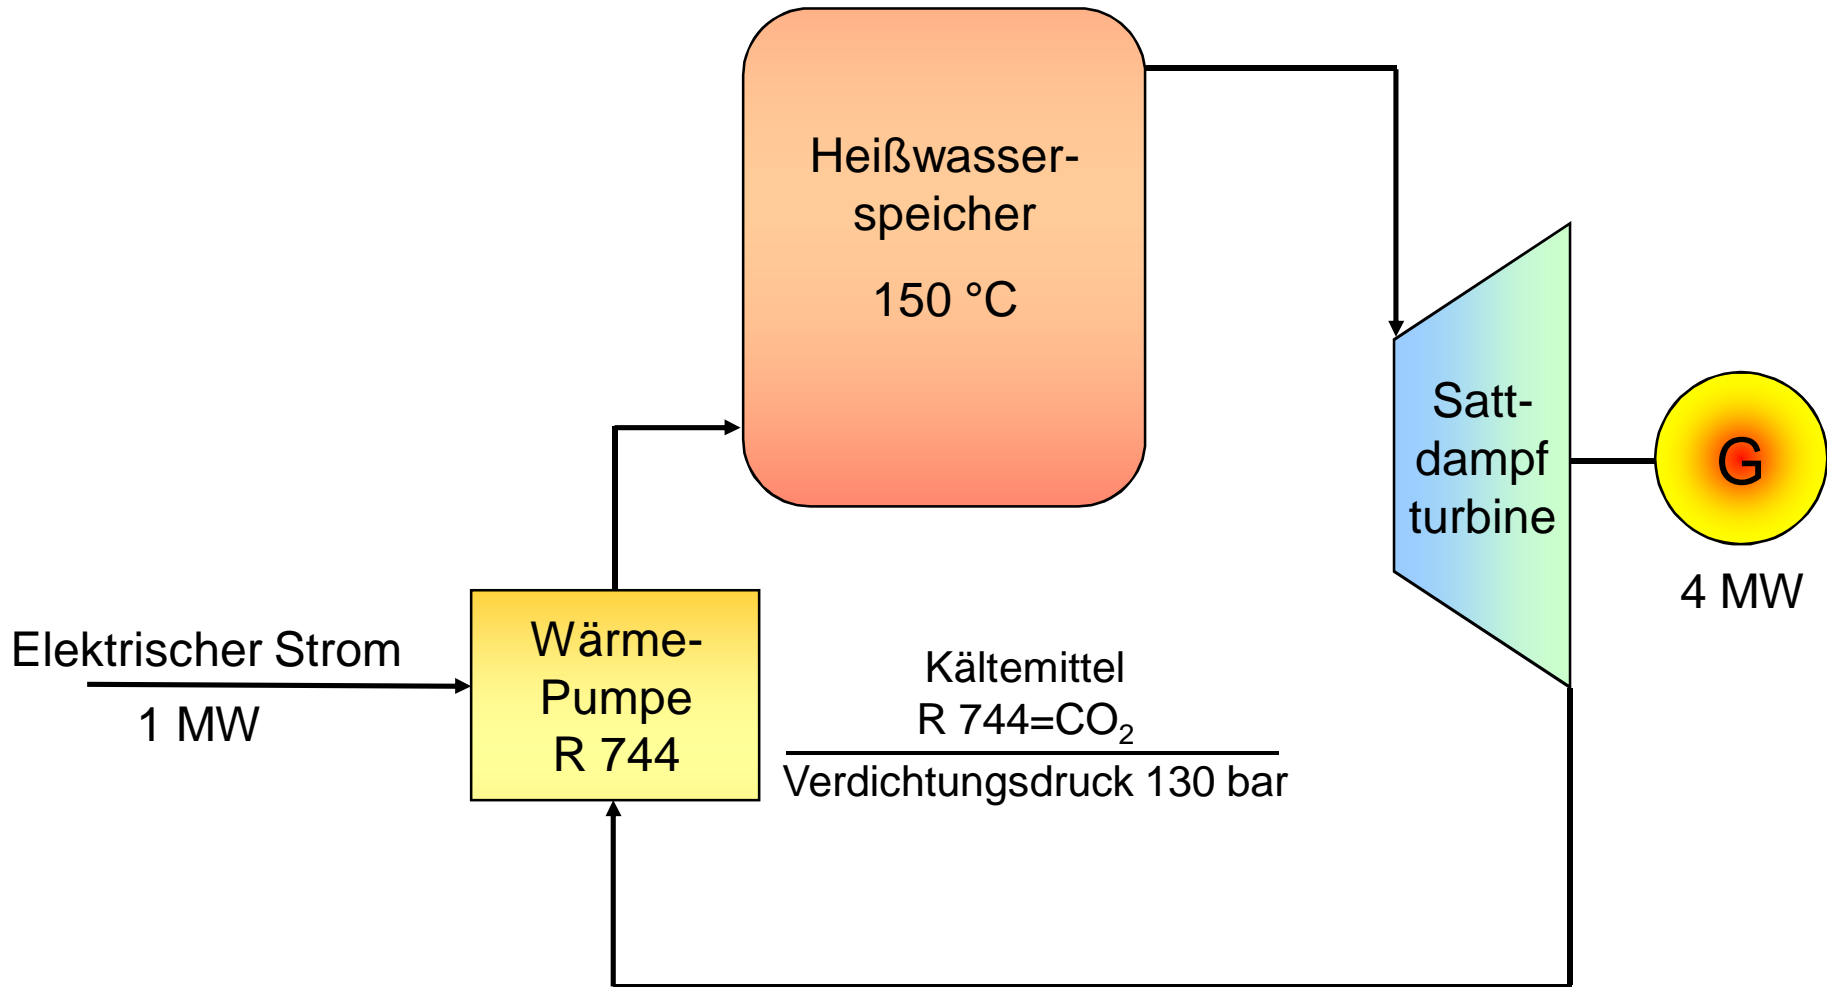 Heißwasser-
speicher
150 °C
Satt-
dampf
turbine
G
4 MW
Elektrischer Strom
1 MW
Wärme-
Pumpe
R 744
Kältemittel
R 744=CO₂
Verdichtungsdruck 130 bar